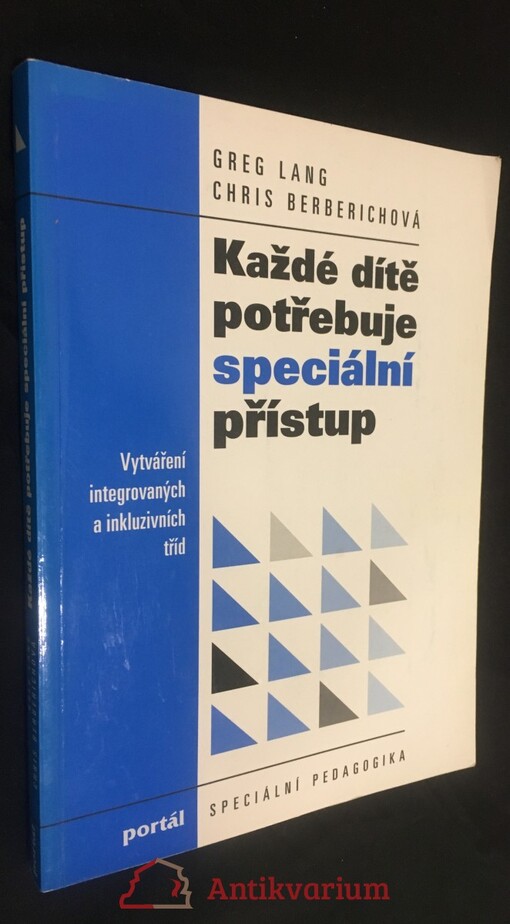 GREG LANG
CHRIS BERBERICHOVÁ
Každé dítě
potřebuje
speciální
přístup
Vytváření
integrovaných
a inkluzivních
tříd
SPECIÁLNÍ PEDAGOGIKA
portál
Antikvarium